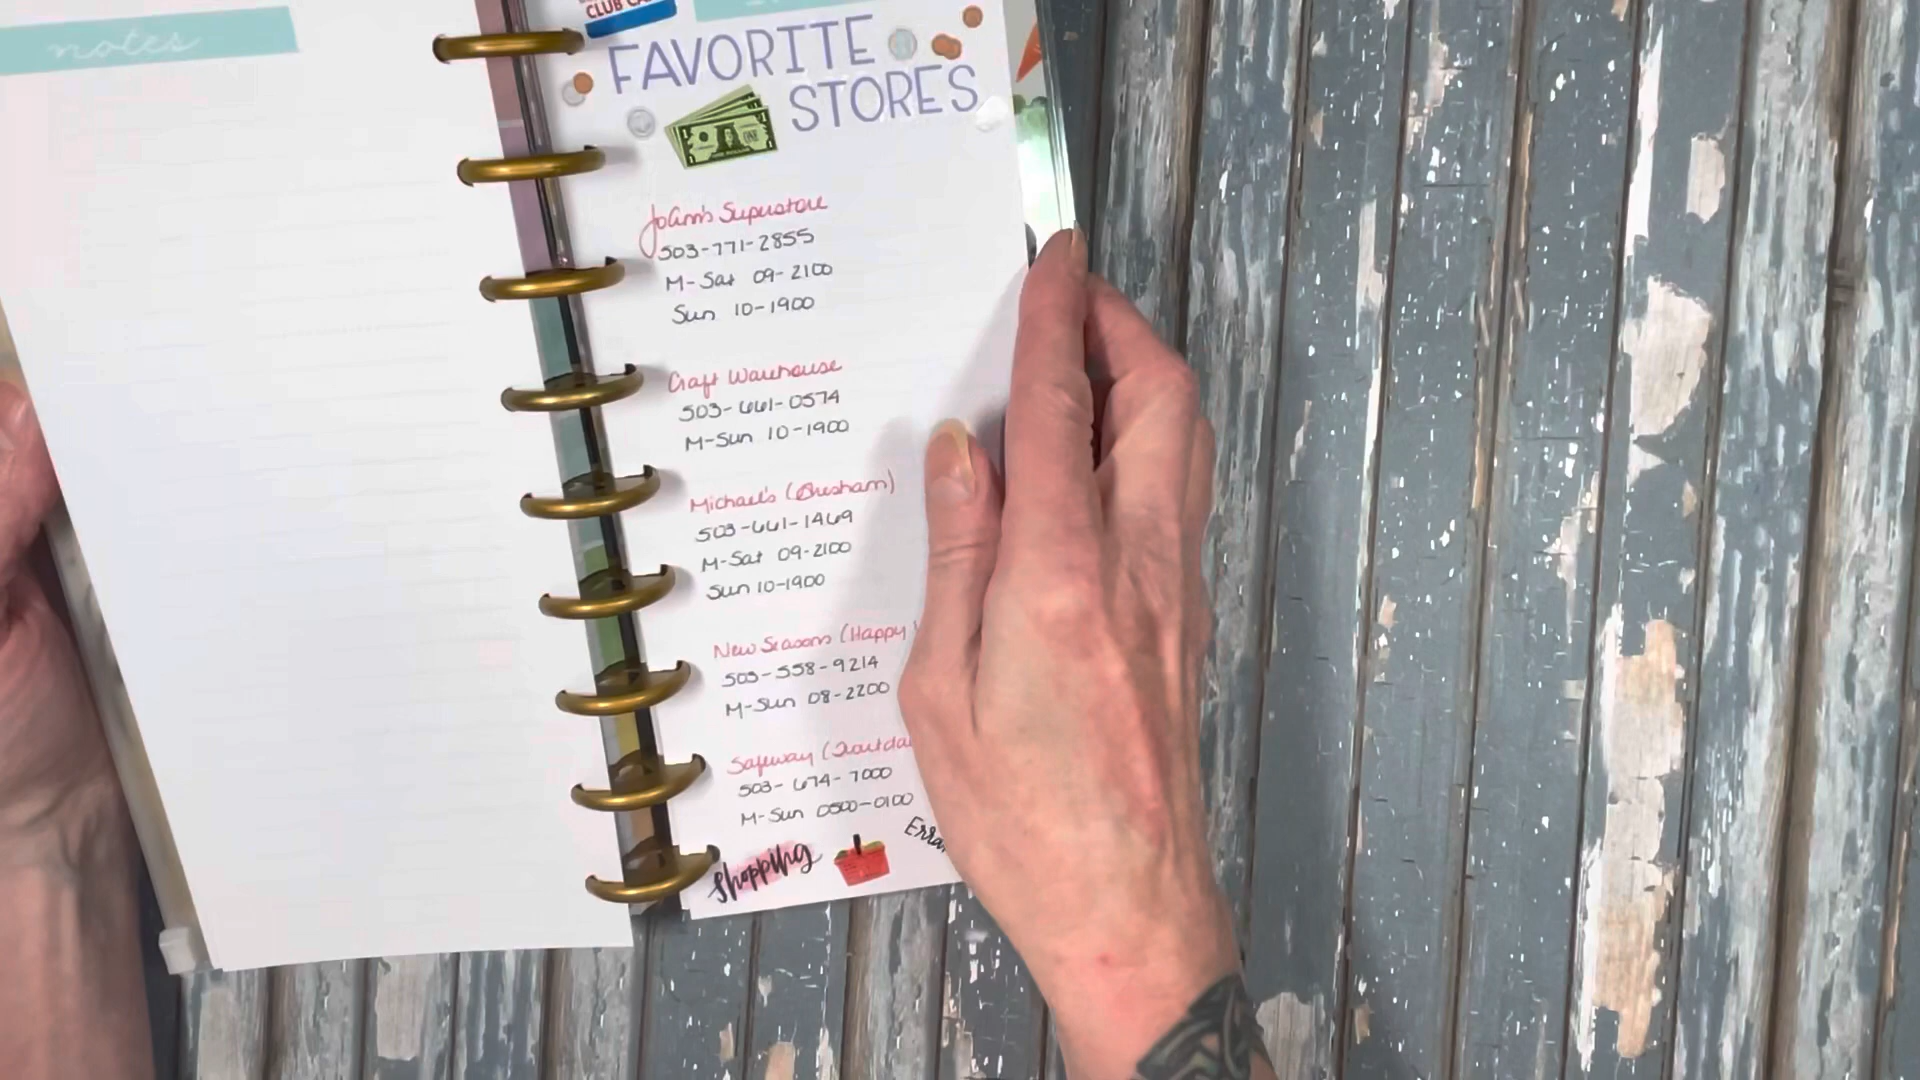 notes
CLUB CA
FAVORITE
STORES
JoAnn's Superstore
503-771-2855
M-Sat 09-2100
Sun 10-1900
Craft Warehouse
503-661-0574
M-Sun 10-1900
Michael's (Gresham)
503-661-1469
M-Sat 09-2100
Sun 10-1900
New Seasons (Happy
503-558-9214
M-Sun 08-2200
Safeway (Troutda
503-674-7000
M-Sun 0500-0100
Shopping
Erra